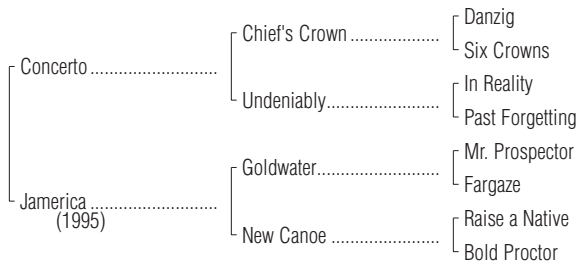 Danzig
Chief's Crown ....................
Six Crowns
Concerto ............................
In Reality
Undeniably.........................
Past Forgetting
Mr. Prospector
Goldwater...........................
Fargaze
Jamerica ............................
(1995)
Raise a Native
New Canoe ........................
Bold Proctor